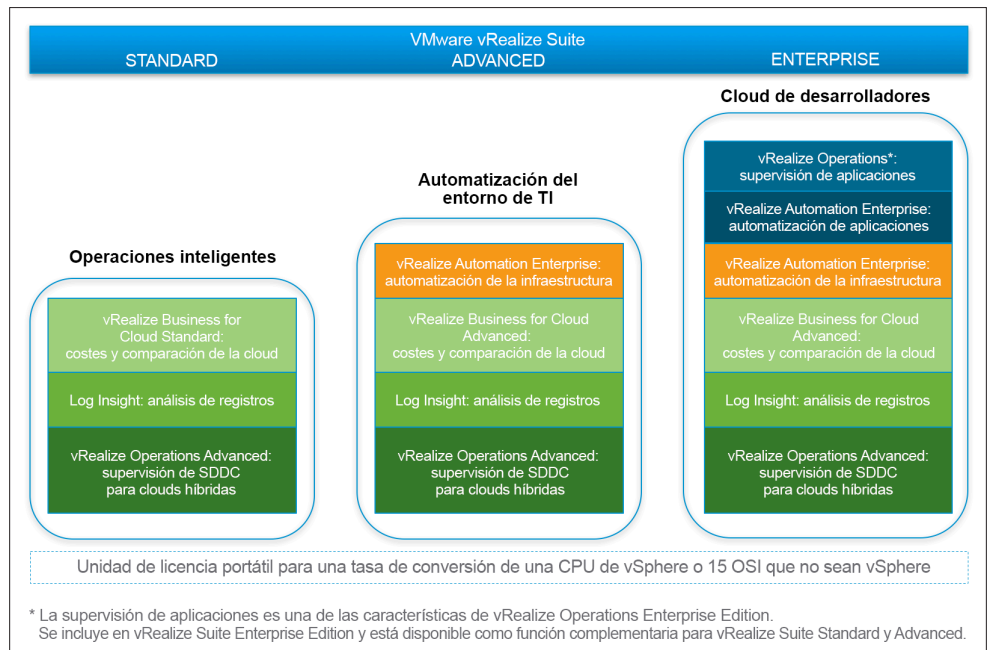 VMware vRealize Suite
STANDARD
ADVANCED
ENTERPRISE
Operaciones inteligentes
vRealize Business for
Cloud Standard:
costes y comparación de la cloud
Log Insight: análisis de registros
vRealize Operations Advanced:
supervisión de SDDC
para clouds híbridas
Automatización del
entorno de TI
vRealize Automation Enterprise:
automatización de la infraestructura
vRealize Business for Cloud
Advanced:
costes y comparación de la cloud
Log Insight: análisis de registros
vRealize Operations Advanced:
supervisión de SDDC
para clouds híbridas
Cloud de desarrolladores
vRealize Operations*:
supervisión de aplicaciones
vRealize Automation Enterprise:
automatización de aplicaciones
vRealize Automation Enterprise:
automatización de la infraestructura
vRealize Business for Cloud
Advanced:
costes y comparación de la cloud
Log Insight: análisis de registros
vRealize Operations Advanced:
supervisión de SDDC
para clouds híbridas
Unidad de licencia portátil para una tasa de conversión de una CPU de vSphere o 15 OSI que no sean vSphere
* La supervisión de aplicaciones es una de las características de vRealize Operations Enterprise Edition.
Se incluye en vRealize Suite Enterprise Edition y está disponible como función complementaria para vRealize Suite Standard y Advanced.